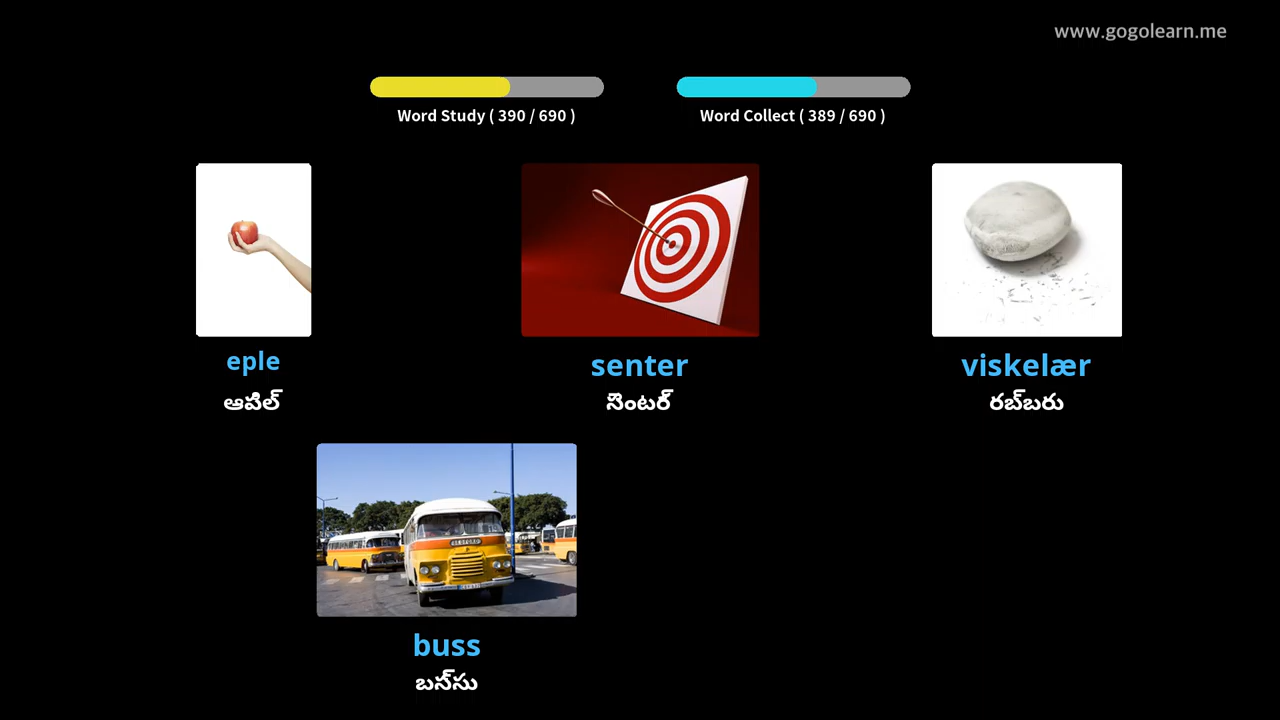 www.gogolearn.me
Word Study ( 390 / 690 )
Word Collect ( 389 / 690 )
eple
senter
viskelær
ఆపిల్
సెంటర్
రబ్బరు
buss
బస్సు